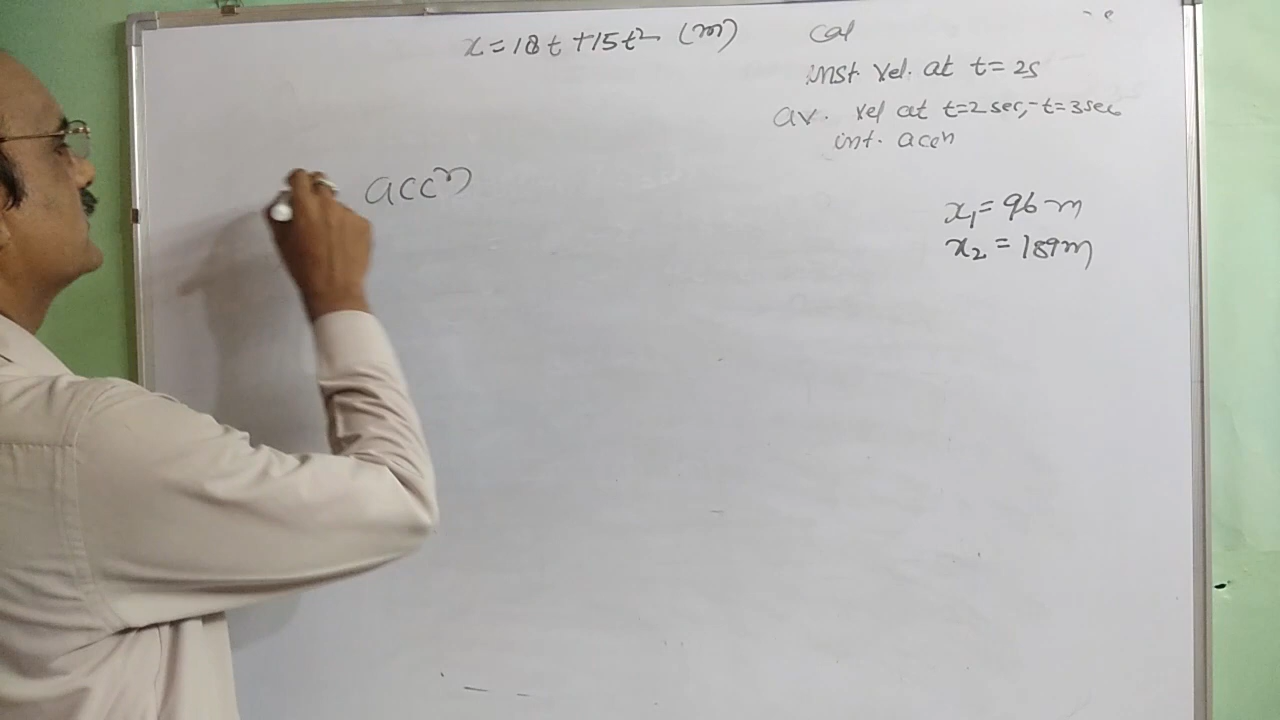 x = 18t + 15t² (m)
cal
inst. vel. at t = 2s
av. vel at t=2 sec, - t=3sec
int. accn
accⁿ
x₁ = 96 m
x₂ = 189m